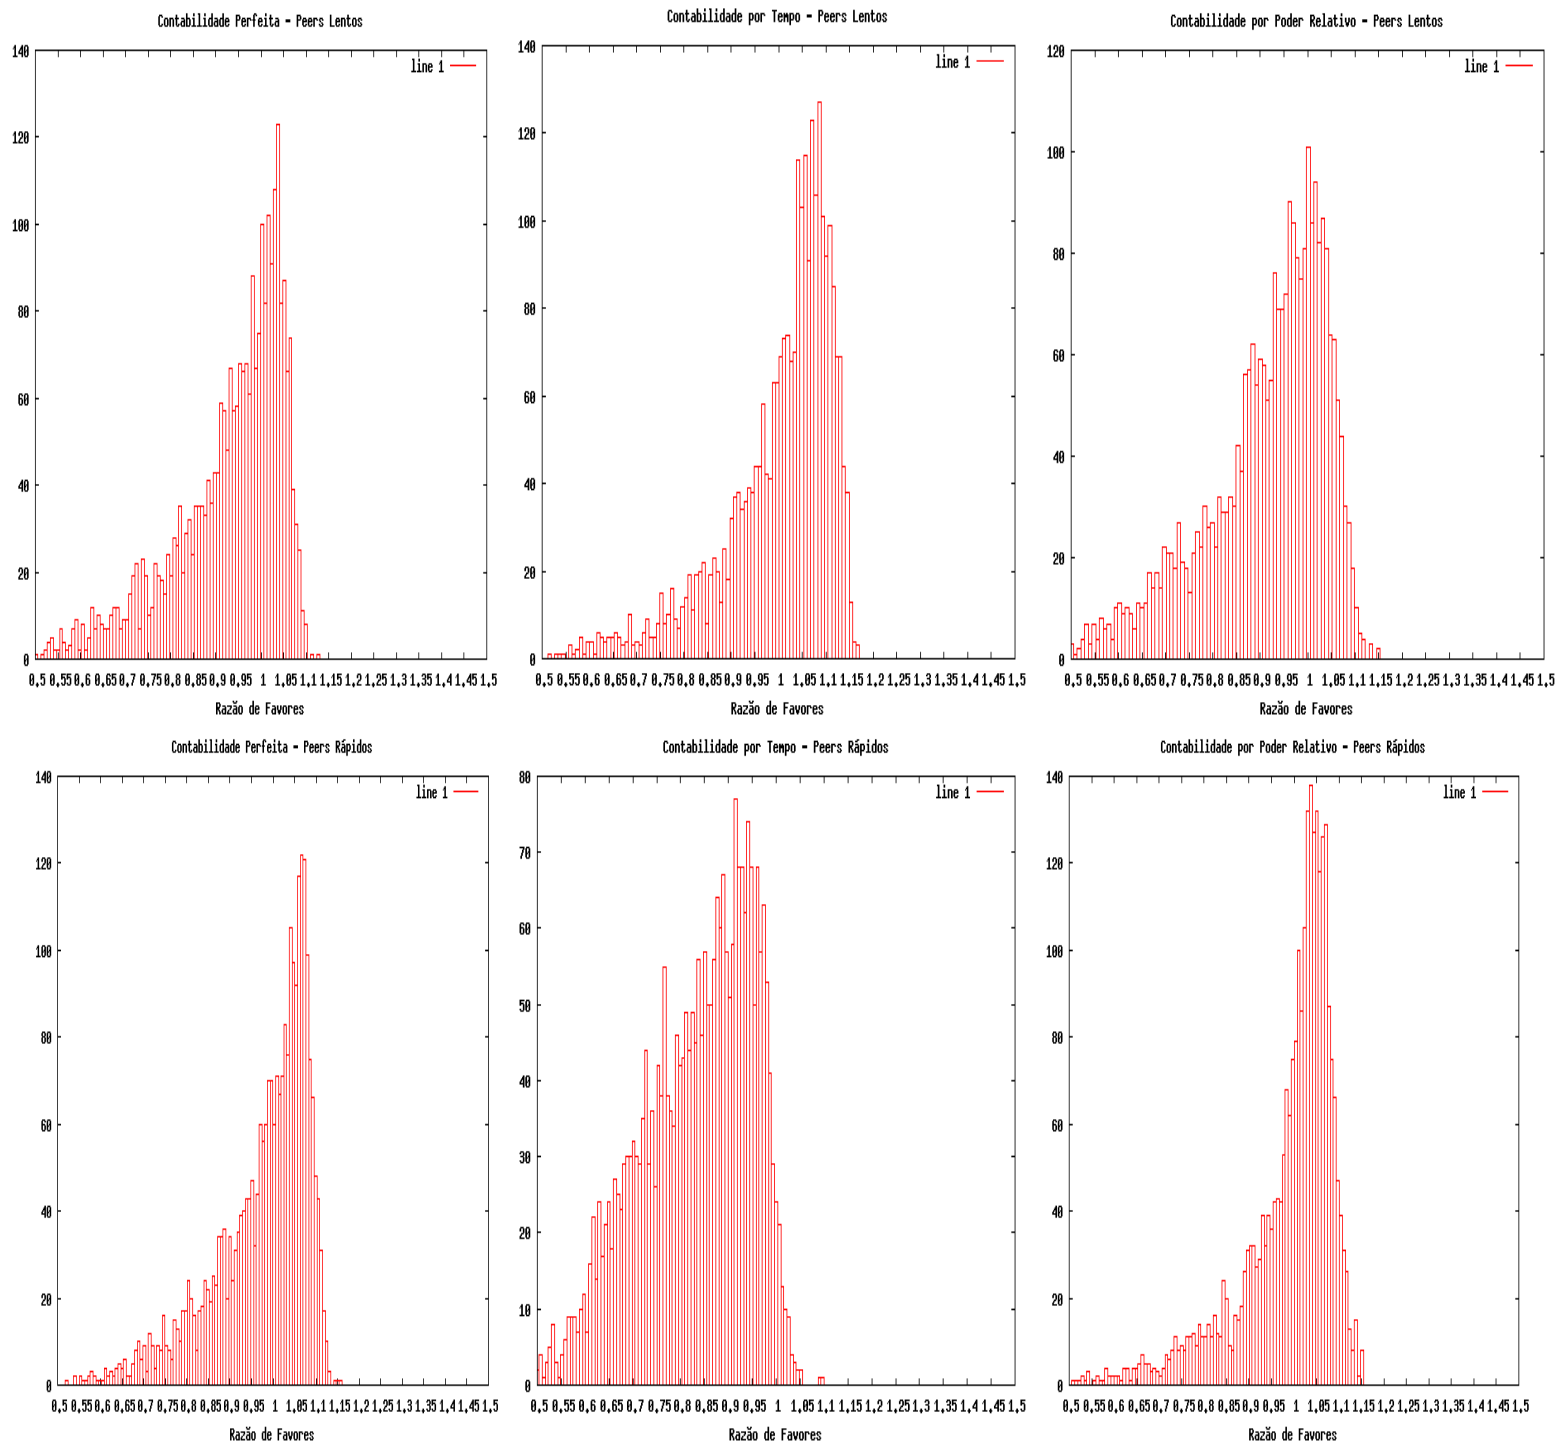 Contabilidade Perfeita - Peers Lentos
line 1
140
120
100
80
60
40
20
0
0,5 0,55 0,6 0,65 0,7 0,75 0,8 0,85 0,9 0,95 1 1,05 1,1 1,15 1,2 1,25 1,3 1,35 1,4 1,45 1,5
Razão de Favores
Contabilidade por Tempo - Peers Lentos
line 1
140
120
100
80
60
40
20
0
0,5 0,55 0,6 0,65 0,7 0,75 0,8 0,85 0,9 0,95 1 1,05 1,1 1,15 1,2 1,25 1,3 1,35 1,4 1,45 1,5
Razão de Favores
Contabilidade por Poder Relativo - Peers Lentos
line 1
120
100
80
60
40
20
0
0,5 0,55 0,6 0,65 0,7 0,75 0,8 0,85 0,9 0,95 1 1,05 1,1 1,15 1,2 1,25 1,3 1,35 1,4 1,45 1,5
Razão de Favores
Contabilidade Perfeita - Peers Rápidos
line 1
140
120
100
80
60
40
20
0
0,5 0,55 0,6 0,65 0,7 0,75 0,8 0,85 0,9 0,95 1 1,05 1,1 1,15 1,2 1,25 1,3 1,35 1,4 1,45 1,5
Razão de Favores
Contabilidade por Tempo - Peers Rápidos
line 1
80
70
60
50
40
30
20
10
0
0,5 0,55 0,6 0,65 0,7 0,75 0,8 0,85 0,9 0,95 1 1,05 1,1 1,15 1,2 1,25 1,3 1,35 1,4 1,45 1,5
Razão de Favores
Contabilidade por Poder Relativo - Peers Rápidos
line 1
140
120
100
80
60
40
20
0
0,5 0,55 0,6 0,65 0,7 0,75 0,8 0,85 0,9 0,95 1 1,05 1,1 1,15 1,2 1,25 1,3 1,35 1,4 1,45 1,5
Razão de Favores